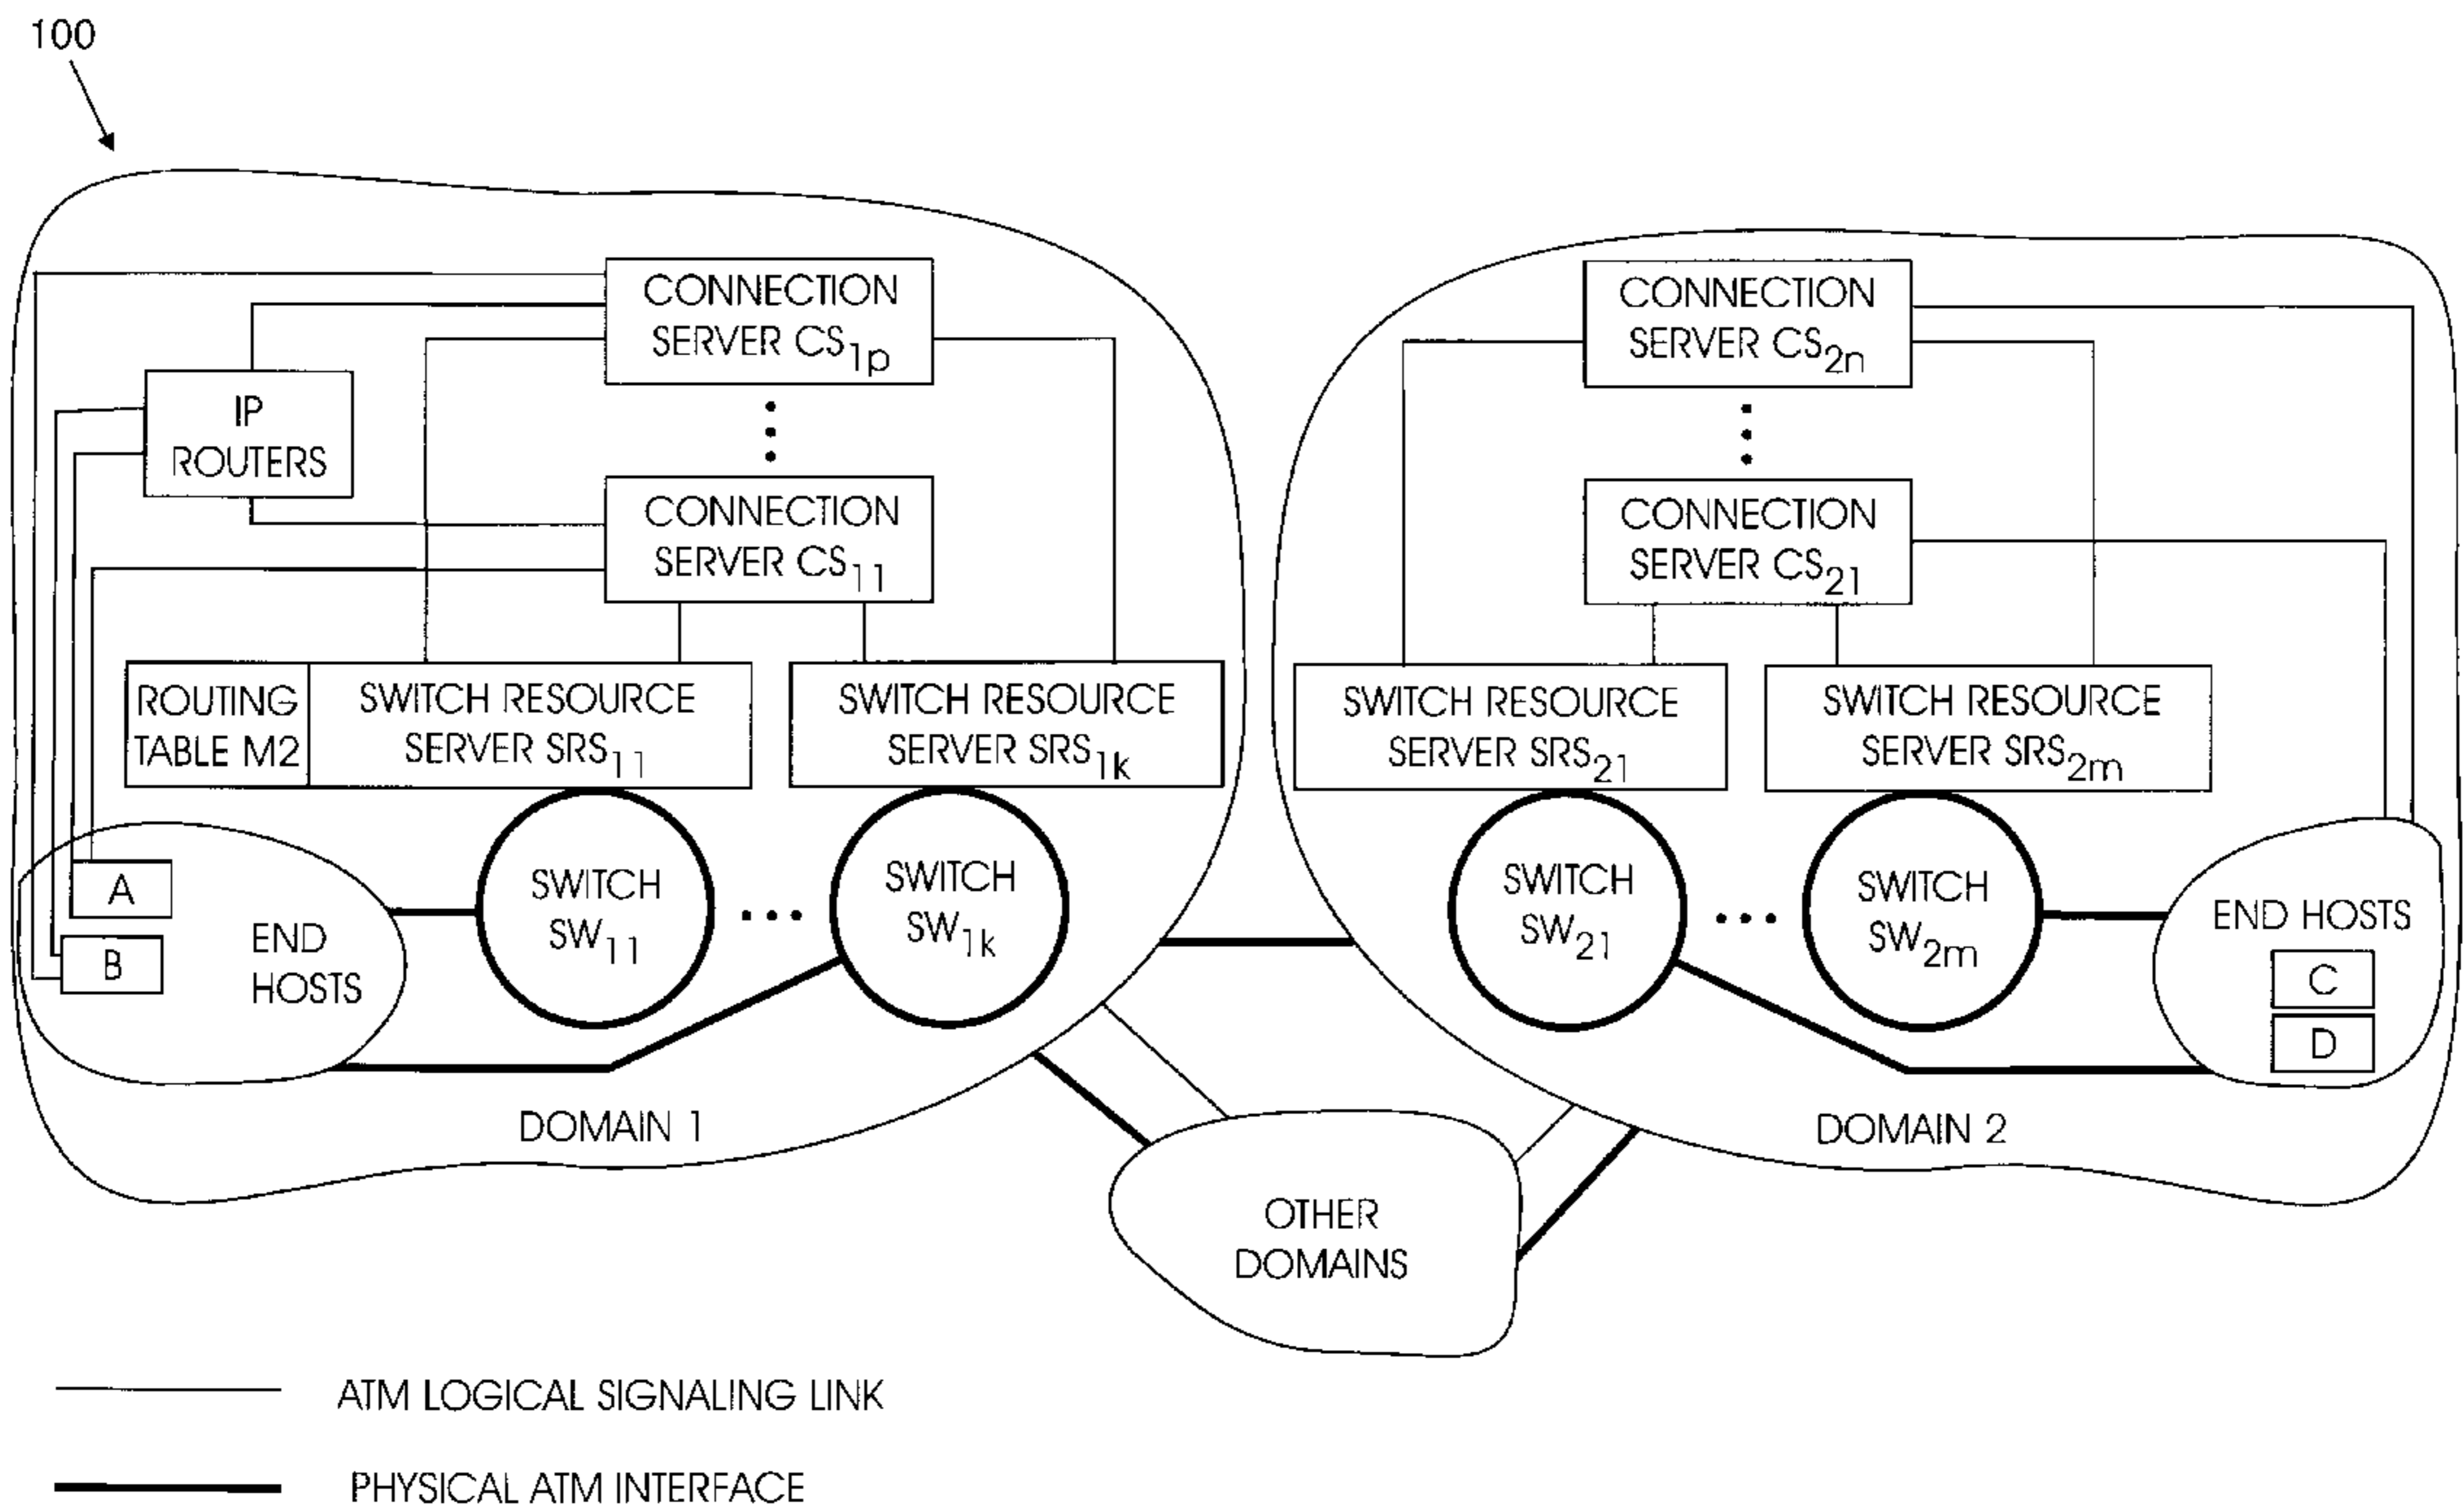 100
CONNECTION
SERVER CS1p
IP
ROUTERS
CONNECTION
SERVER CS11
ROUTING
TABLE M2
SWITCH RESOURCE
SERVER SRS11
SWITCH RESOURCE
SERVER SRS1k
A
B
END
HOSTS
SWITCH
SW11
SWITCH
SW1k
DOMAIN 1
CONNECTION
SERVER CS2n
CONNECTION
SERVER CS21
SWITCH RESOURCE
SERVER SRS21
SWITCH RESOURCE
SERVER SRS2m
SWITCH
SW21
SWITCH
SW2m
END HOSTS
C
D
DOMAIN 2
OTHER
DOMAINS
ATM LOGICAL SIGNALING LINK
PHYSICAL ATM INTERFACE